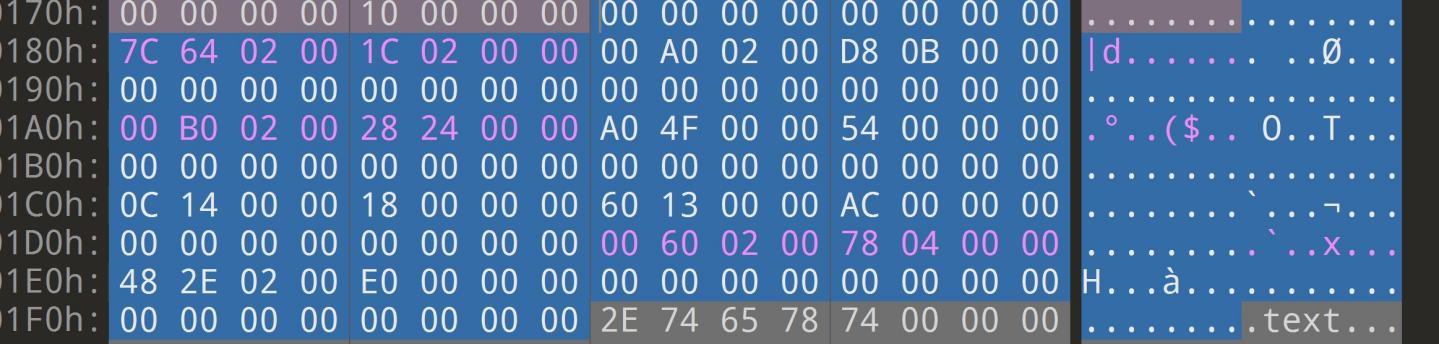 0170h: 00 00 00 00 10 00 00 00 00 00 00 00 00 00 00 00 ................
0180h: 7C 64 02 00 1C 02 00 00 00 A0 02 00 D8 0B 00 00 |d....... ..Ø...
0190h: 00 00 00 00 00 00 00 00 00 00 00 00 00 00 00 00 ................
01A0h: 00 B0 02 00 28 24 00 00 A0 4F 00 00 54 00 00 00 .°..($.. O..T...
01B0h: 00 00 00 00 00 00 00 00 00 00 00 00 00 00 00 00 ................
01C0h: 0C 14 00 00 18 00 00 00 60 13 00 00 AC 00 00 00 ........`...¬...
01D0h: 00 00 00 00 00 00 00 00 00 60 02 00 78 04 00 00 .........`..x...
01E0h: 48 2E 02 00 E0 00 00 00 00 00 00 00 00 00 00 00 H...à...........
01F0h: 00 00 00 00 00 00 00 00 2E 74 65 78 74 00 00 00 .........text...